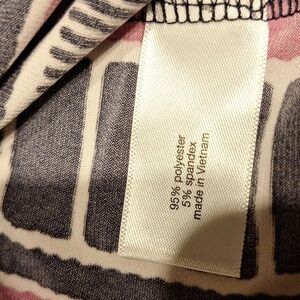 95% polyester
5% spandex
made in Vietnam